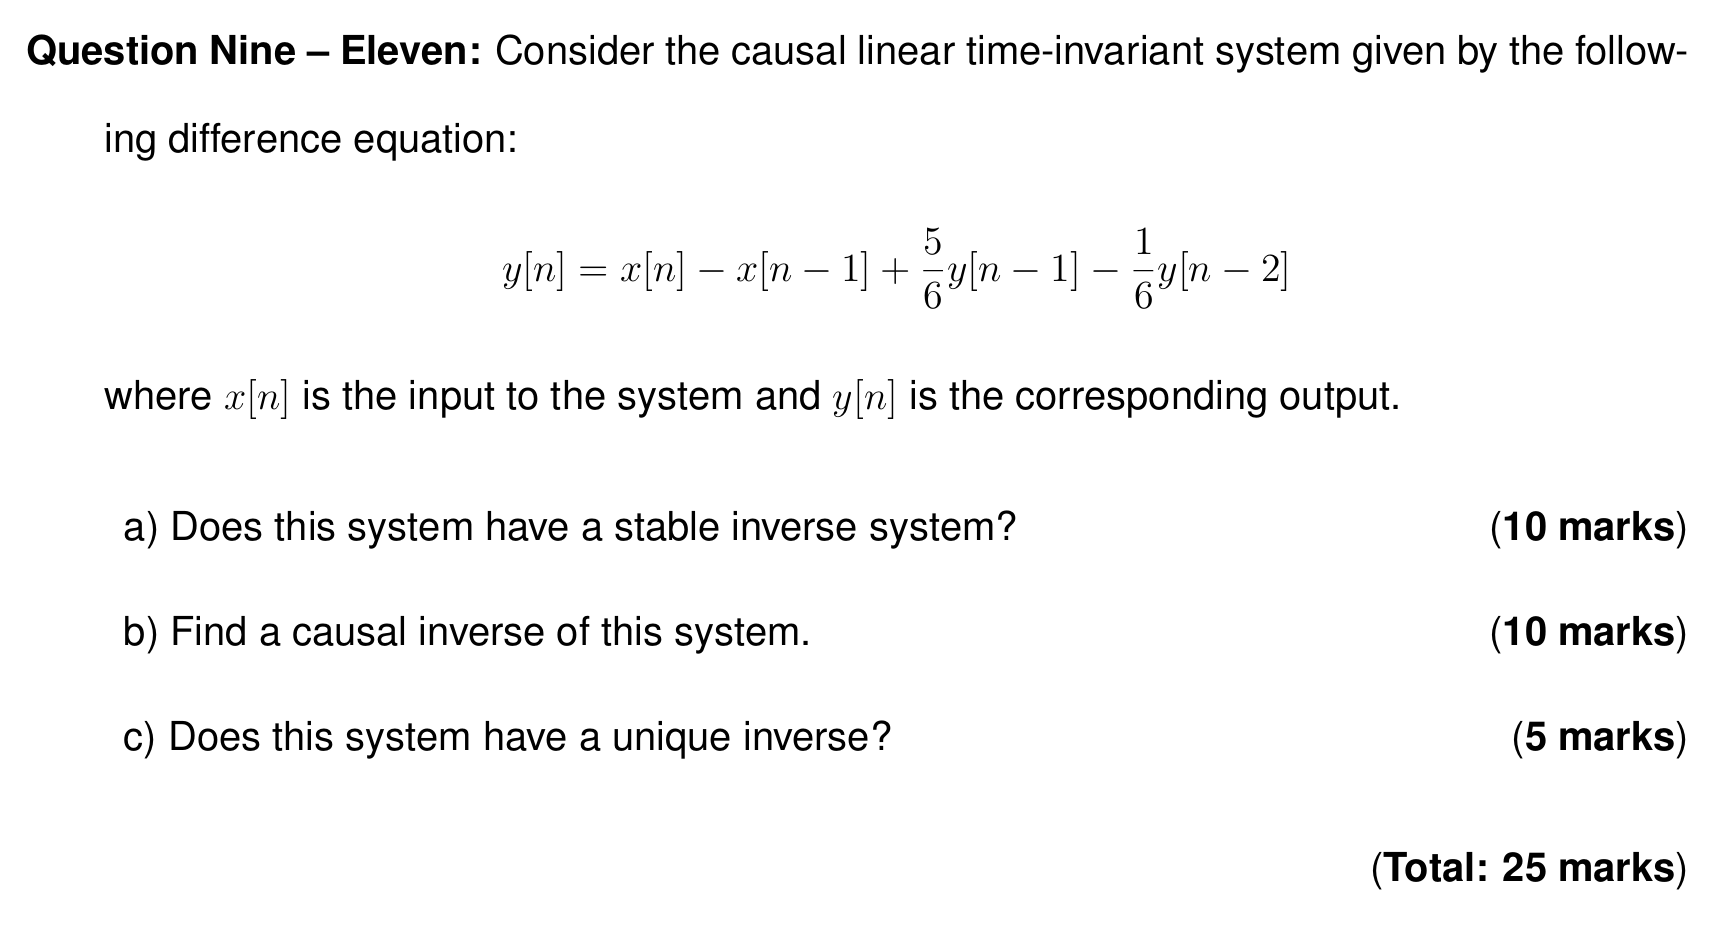 Question Nine – Eleven: Consider the causal linear time-invariant system given by the follow-
ing difference equation:
y[n] = x[n] − x[n − 1] + \frac{5}{6}y[n − 1] − \frac{1}{6}y[n − 2]
where x[n] is the input to the system and y[n] is the corresponding output.
a) Does this system have a stable inverse system? (10 marks)
b) Find a causal inverse of this system. (10 marks)
c) Does this system have a unique inverse? (5 marks)
(Total: 25 marks)